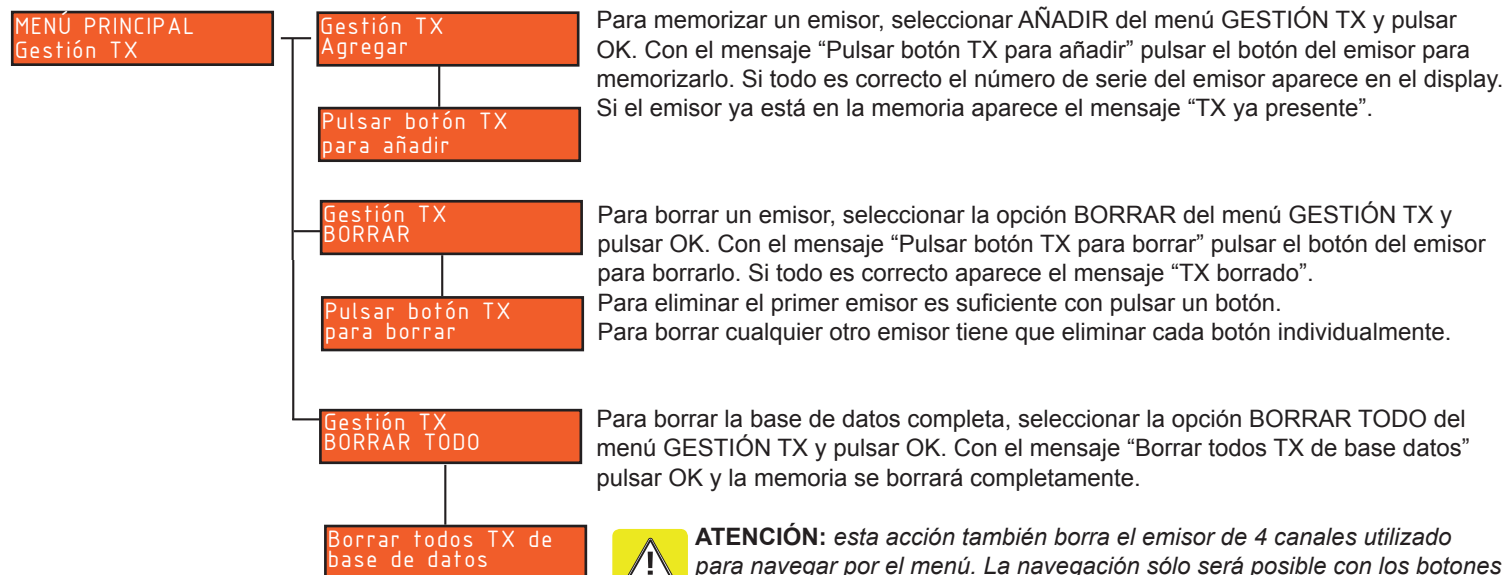 MENÚ PRINCIPAL
Gestión TX
Gestión TX
Agregar
Para memorizar un emisor, seleccionar AÑADIR del menú GESTIÓN TX y pulsar
OK. Con el mensaje “Pulsar botón TX para añadir” pulsar el botón del emisor para
memorizarlo. Si todo es correcto el número de serie del emisor aparece en el display.
Si el emisor ya está en la memoria aparece el mensaje “TX ya presente”.
Pulsar botón TX
para añadir
Gestión TX
BORRAR
Para borrar un emisor, seleccionar la opción BORRAR del menú GESTIÓN TX y
pulsar OK. Con el mensaje “Pulsar botón TX para borrar” pulsar el botón del emisor
para borrarlo. Si todo es correcto aparece el mensaje “TX borrado”.
Para eliminar el primer emisor es suficiente con pulsar un botón.
Para borrar cualquier otro emisor tiene que eliminar cada botón individualmente.
Pulsar botón TX
para borrar
Gestión TX
BORRAR TODO
Para borrar la base de datos completa, seleccionar la opción BORRAR TODO del
menú GESTIÓN TX y pulsar OK. Con el mensaje “Borrar todos TX de base datos”
pulsar OK y la memoria se borrará completamente.
Borrar todos TX de
base de datos
ATENCIÓN: esta acción también borra el emisor de 4 canales utilizado
para navegar por el menú. La navegación sólo será posible con los botones